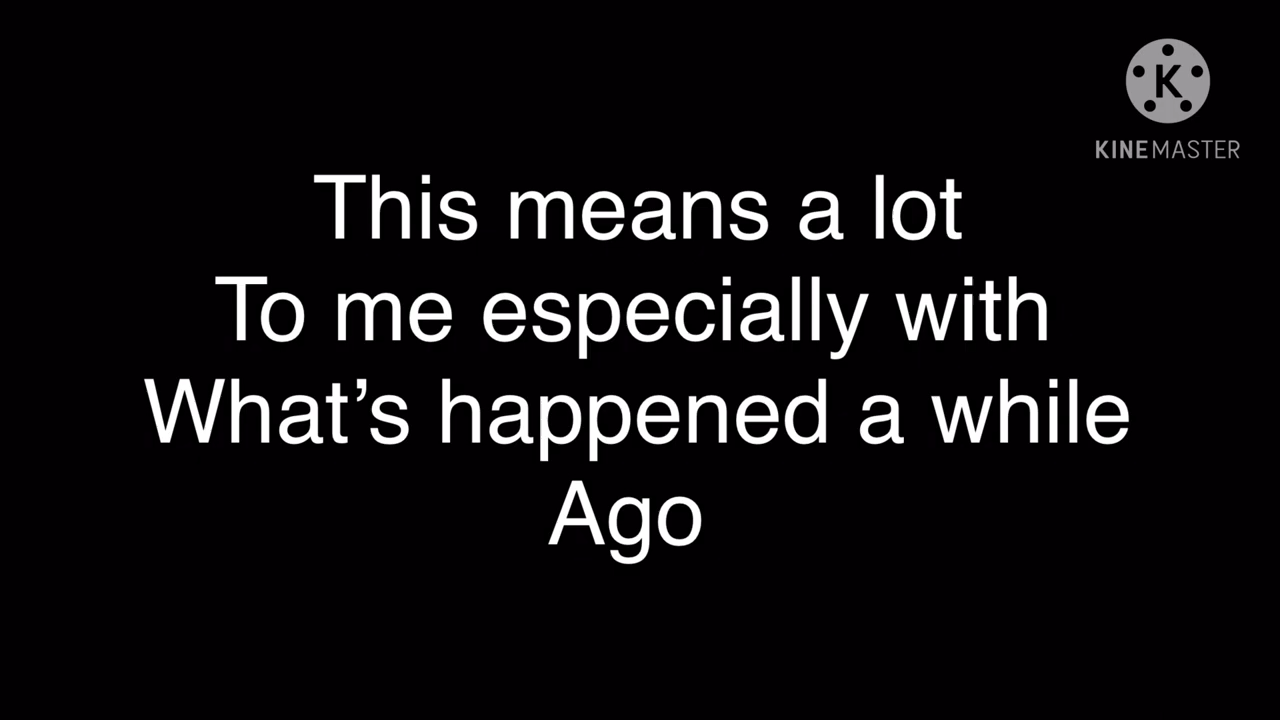 K
KINEMASTER
This means a lot
To me especially with
What’s happened a while
Ago